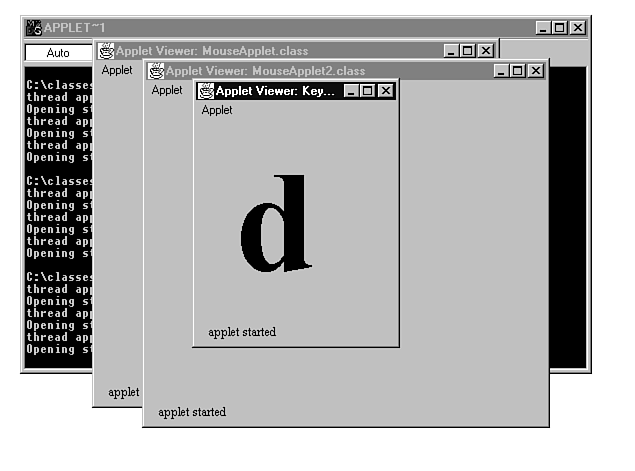 APPLET~1
Auto
C:\classes
thread app
Opening st
thread app
Opening st
thread app
Opening st
C:\classes
thread app
Opening st
thread app
Opening st
thread app
Opening st
C:\classes
thread app
Opening st
thread app
Opening st
thread app
Opening st
Applet Viewer: MouseApplet.class
Applet
applet
Applet Viewer: MouseApplet2.class
Applet
applet started
Applet Viewer: Key...
Applet
d
applet started